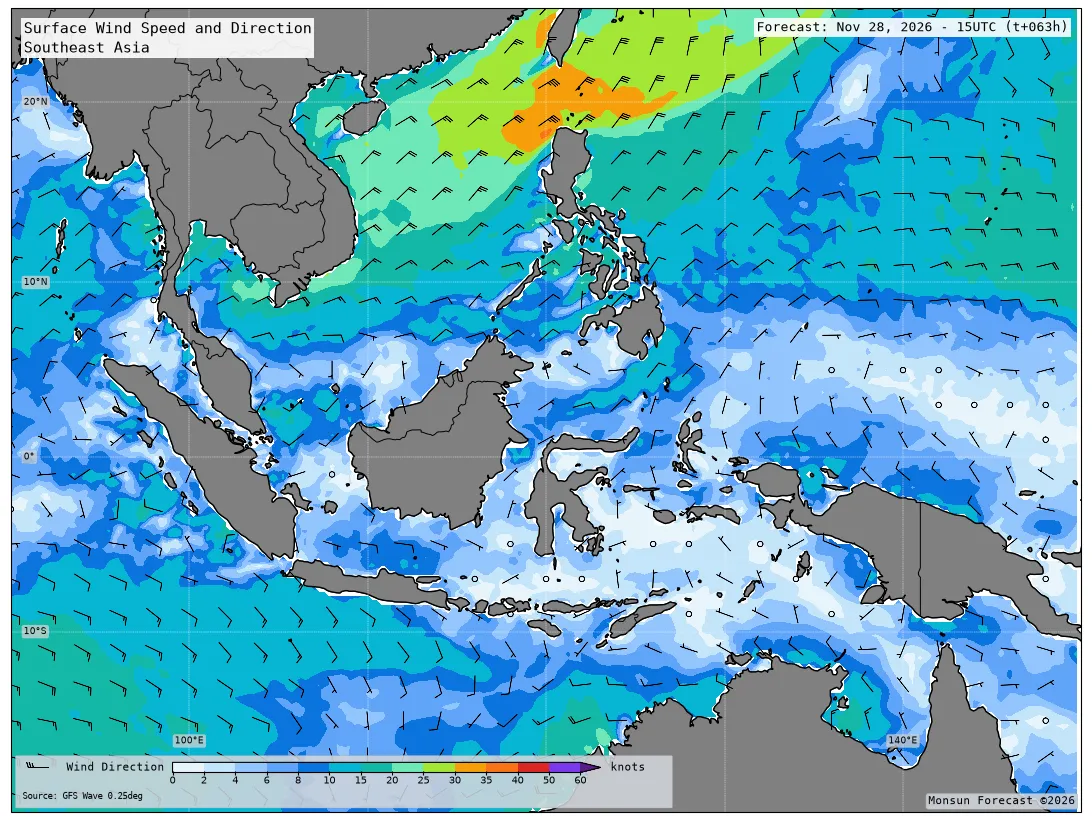 Surface Wind Speed and Direction
Southeast Asia
Forecast: Nov 28, 2026 - 15UTC (t+063h)
20°N
10°N
0°
10°S
100°E
140°E
Wind Direction
0 2 4 6 8 10 15 20 25 30 35 40 50 60
knots
Source: GFS Wave 0.25deg
Monsun Forecast ©2026